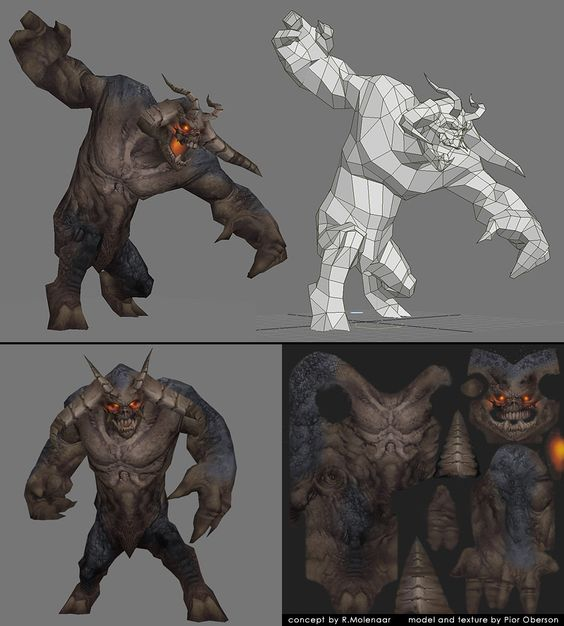 concept by R.Molenaar model and texture by Pior Oberson